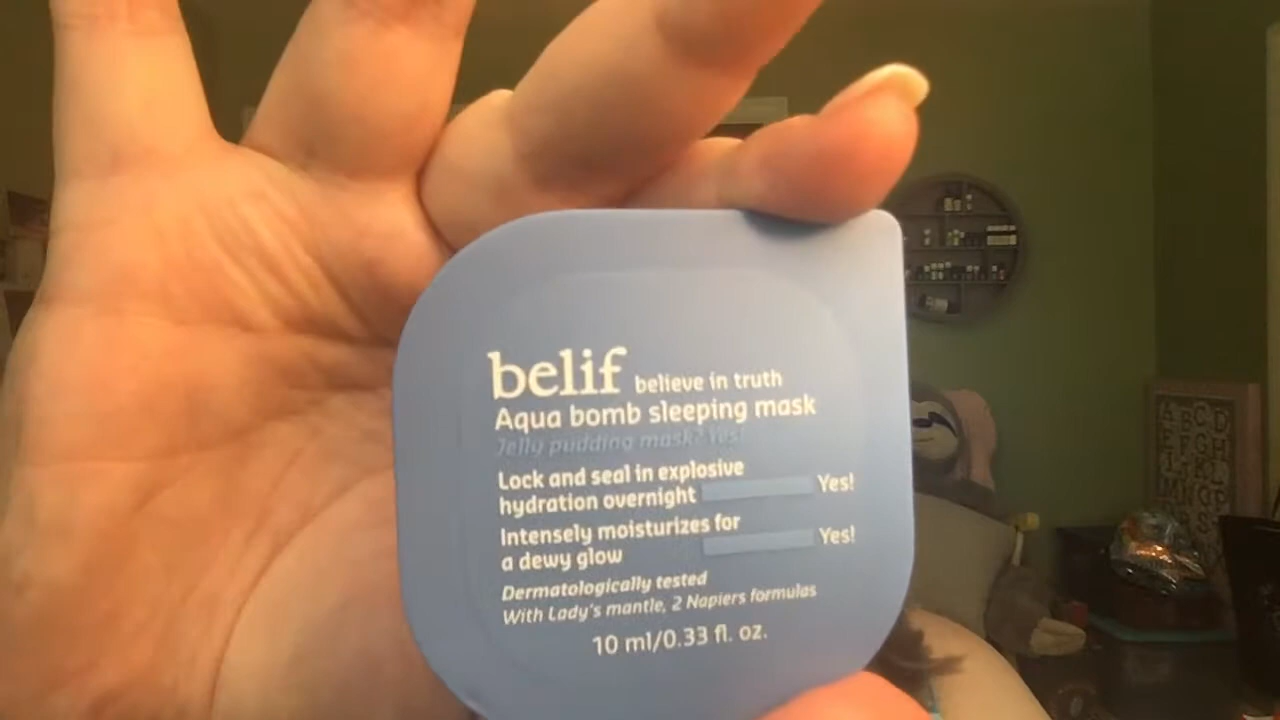 belif believe in truth
Aqua bomb sleeping mask
Jelly pudding mask? Yes!
Lock and seal in explosive
hydration overnight Yes!
Intensely moisturizes for
a dewy glow Yes!
Dermatologically tested
With Lady's mantle, 2 Napiers formulas
10 ml/0.33 fl. oz.